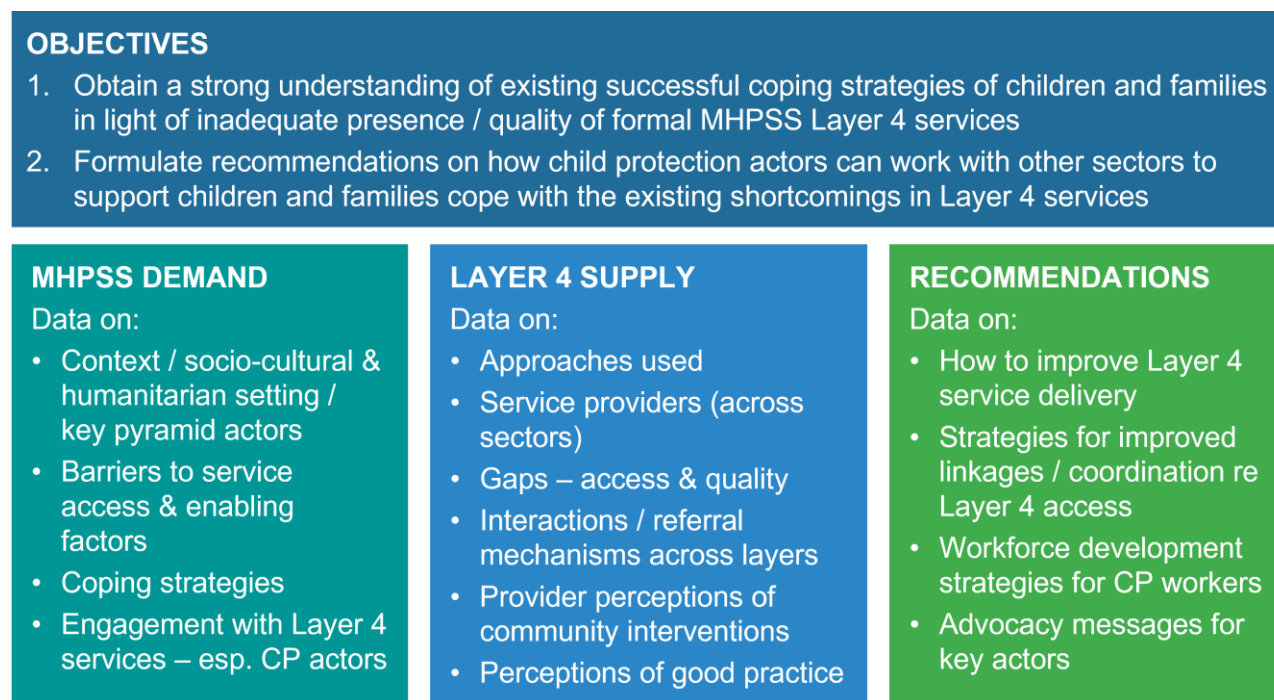 OBJECTIVES
1. Obtain a strong understanding of existing successful coping strategies of children and families
in light of inadequate presence / quality of formal MHPSS Layer 4 services
2. Formulate recommendations on how child protection actors can work with other sectors to
support children and families cope with the existing shortcomings in Layer 4 services
MHPSS DEMAND
Data on:
• Context / socio-cultural &
humanitarian setting /
key pyramid actors
• Barriers to service
access & enabling
factors
• Coping strategies
• Engagement with Layer 4
services – esp. CP actors
LAYER 4 SUPPLY
Data on:
• Approaches used
• Service providers (across
sectors)
• Gaps – access & quality
• Interactions / referral
mechanisms across layers
• Provider perceptions of
community interventions
• Perceptions of good practice
RECOMMENDATIONS
Data on:
• How to improve Layer 4
service delivery
• Strategies for improved
linkages / coordination re
Layer 4 access
• Workforce development
strategies for CP workers
• Advocacy messages for
key actors